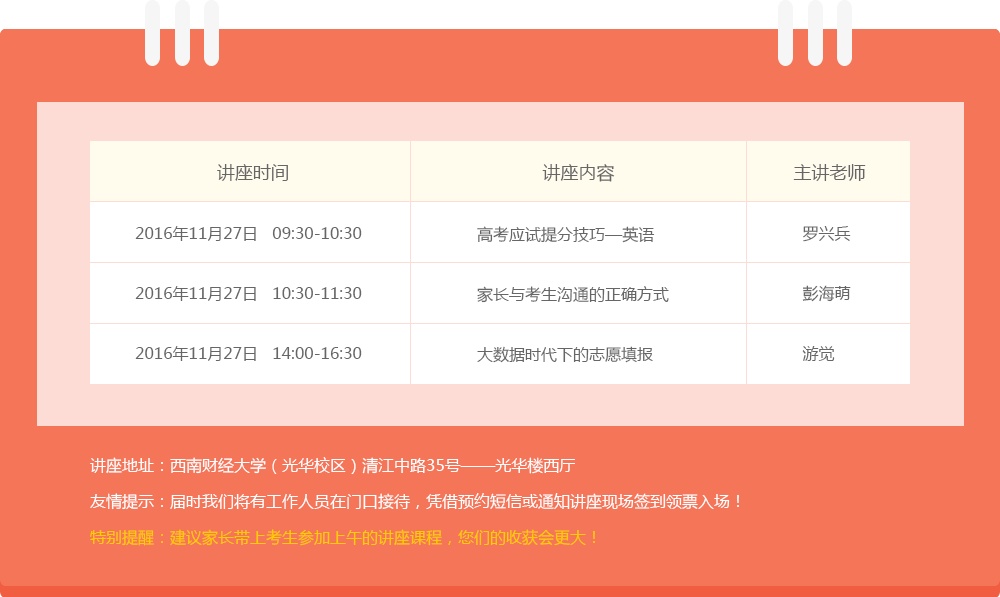 讲座时间 讲座内容 主讲老师
2016年11月27日 09:30-10:30 高考应试提分技巧—英语 罗兴兵
2016年11月27日 10:30-11:30 家长与考生沟通的正确方式 彭海萌
2016年11月27日 14:00-16:30 大数据时代下的志愿填报 游觉
讲座地址：西南财经大学（光华校区）清江中路35号——光华楼西厅
友情提示：届时我们将有工作人员在门口接待，凭借预约短信或通知讲座现场签到领票入场！
特别提醒：建议家长带上考生参加上午的讲座课程，您们的收获会更大！